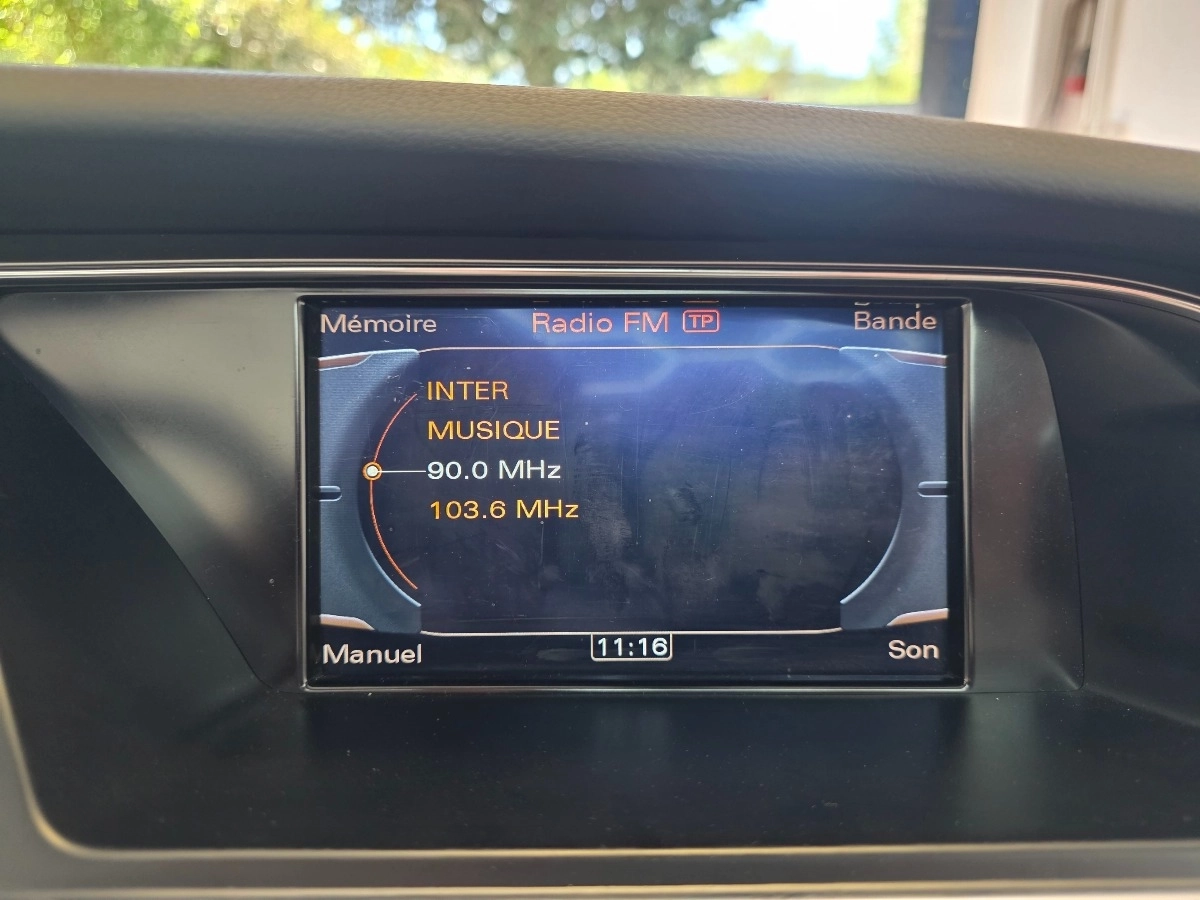 Mémoire Radio FM TP Bande
INTER
MUSIQUE
90.0 MHz
103.6 MHz
Manuel 11:16 Son